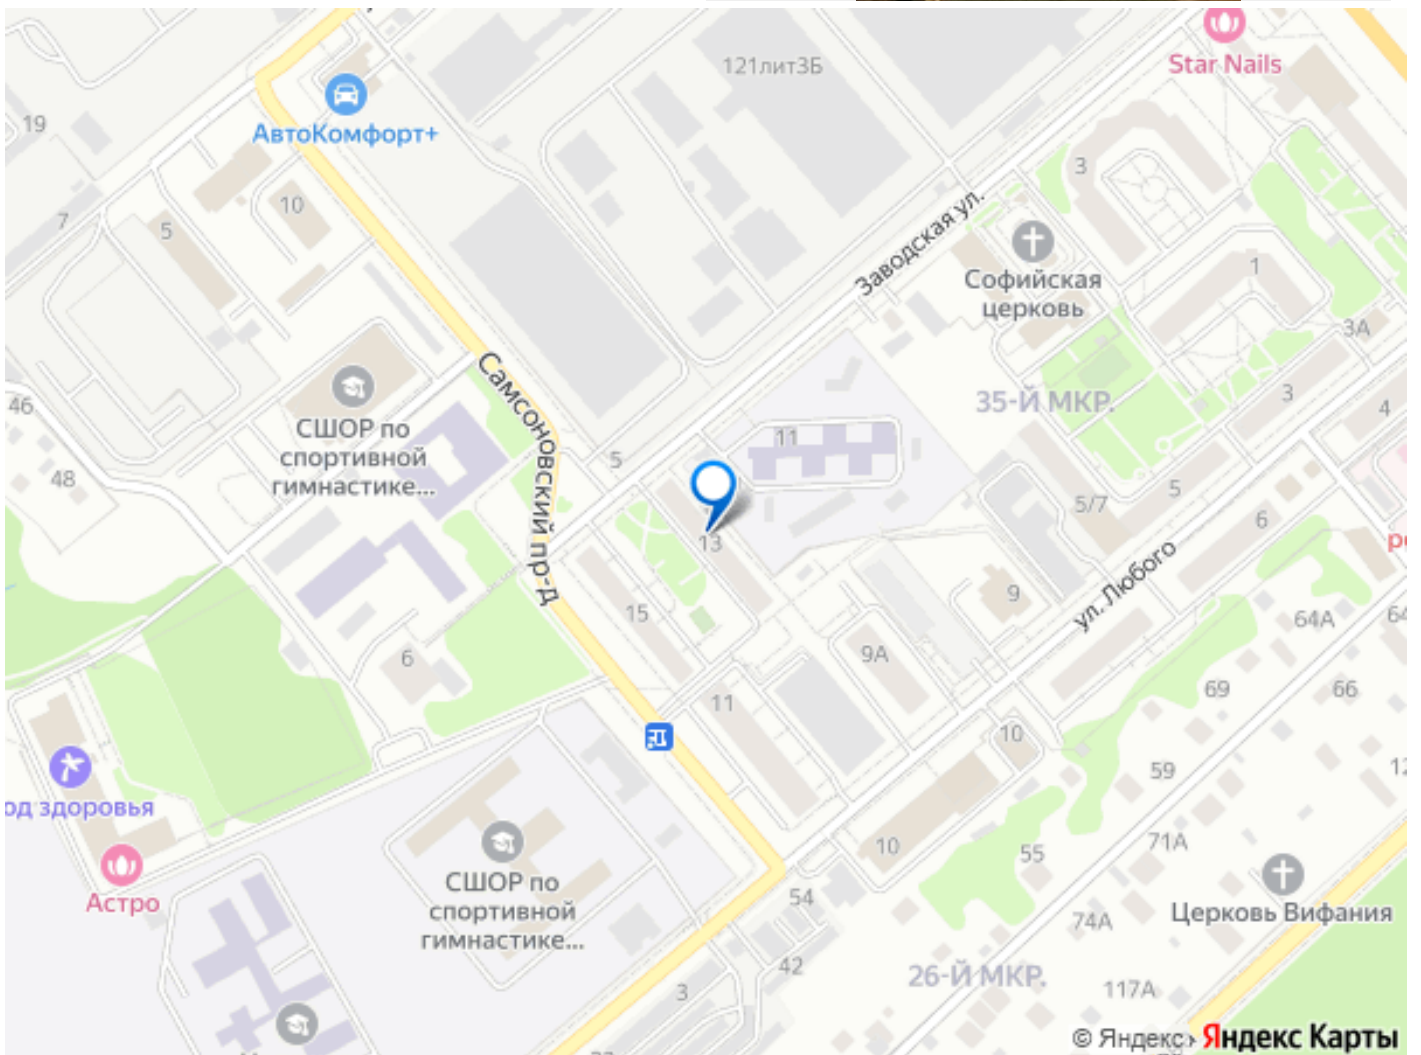 Star Nails
121литЗБ
АвтоКомфорт+
19
3
10
7
5
Заводская ул.
Софийская
церковь
1
3А
Самсоновский пр-д
46
СШОР по
спортивной
гимнастике...
35-Й МКР.
3
4
11
5
48
5
5/7
6
13
ул. Любого
9
15
64А
6
9А
69
66
11
10
59
од здоровья
10
55
71А
Астро
СШОР по
спортивной
гимнастике...
54
Церковь Вифания
74А
42
26-Й МКР.
3
117А
© Яндекс
Яндекс Карты